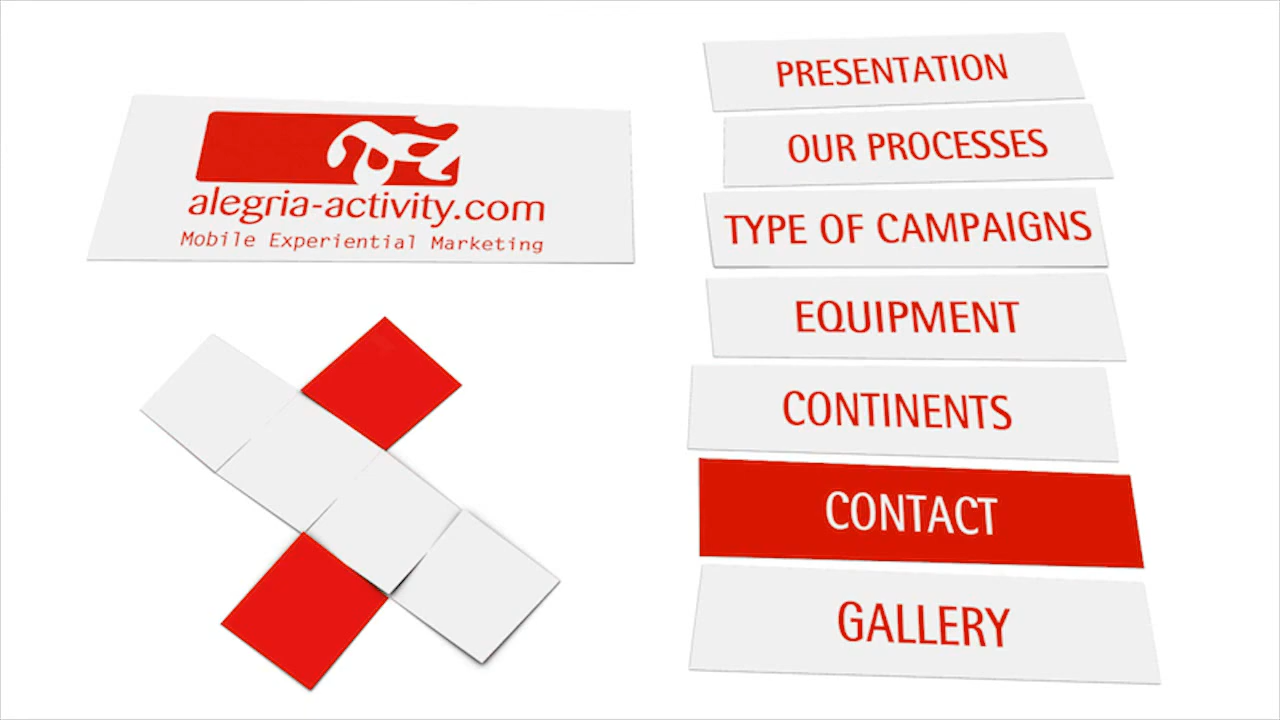 alegria-activity.com
Mobile Experiential Marketing
PRESENTATION
OUR PROCESSES
TYPE OF CAMPAIGNS
EQUIPMENT
CONTINENTS
CONTACT
GALLERY